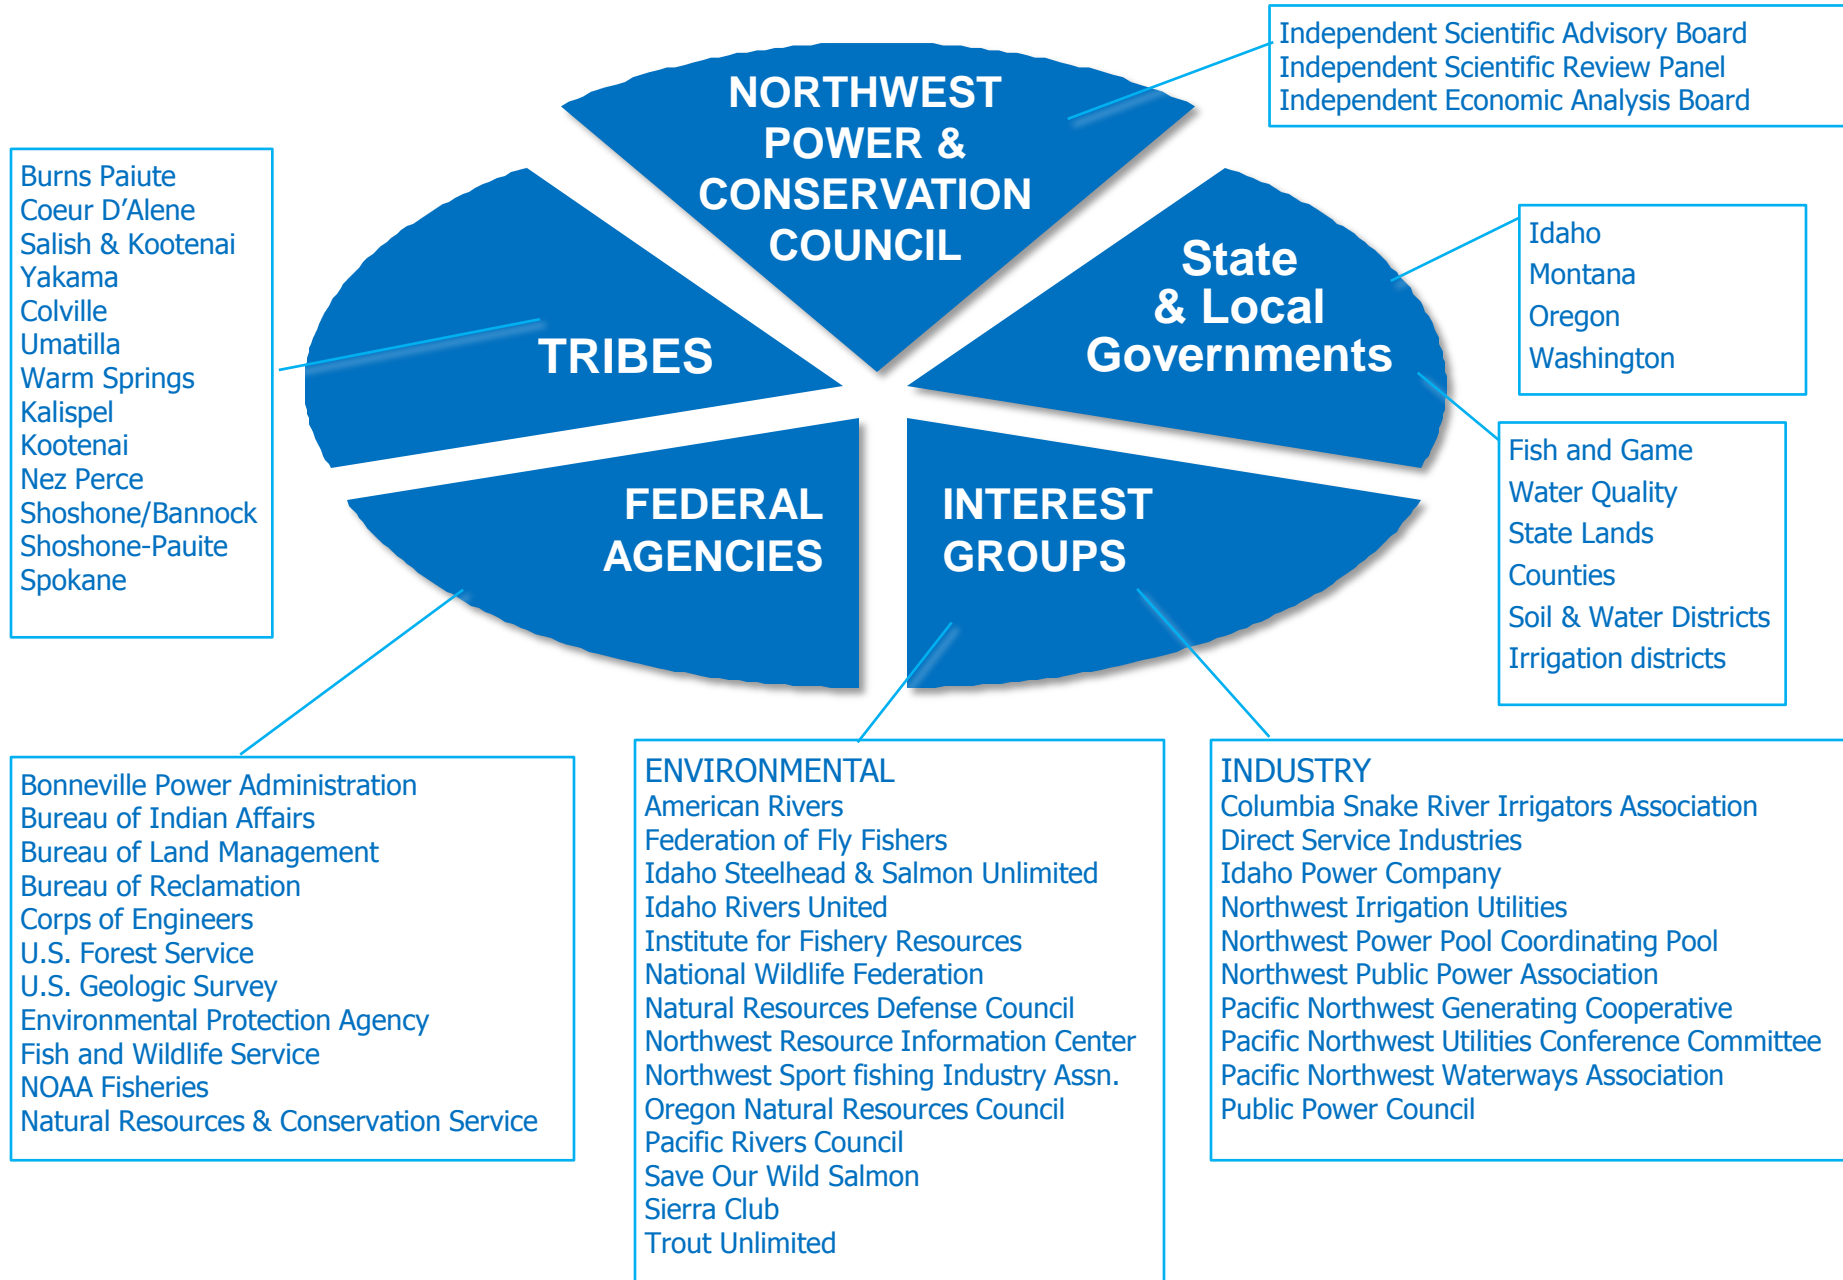 NORTHWEST
POWER &
CONSERVATION
COUNCIL
Independent Scientific Advisory Board
Independent Scientific Review Panel
Independent Economic Analysis Board
State
& Local
Governments
Idaho
Montana
Oregon
Washington
Fish and Game
Water Quality
State Lands
Counties
Soil & Water Districts
Irrigation districts
TRIBES
Burns Paiute
Coeur D’Alene
Salish & Kootenai
Yakama
Colville
Umatilla
Warm Springs
Kalispel
Kootenai
Nez Perce
Shoshone/Bannock
Shoshone-Pauite
Spokane
FEDERAL
AGENCIES
Bonneville Power Administration
Bureau of Indian Affairs
Bureau of Land Management
Bureau of Reclamation
Corps of Engineers
U.S. Forest Service
U.S. Geologic Survey
Environmental Protection Agency
Fish and Wildlife Service
NOAA Fisheries
Natural Resources & Conservation Service
INTEREST
GROUPS
ENVIRONMENTAL
American Rivers
Federation of Fly Fishers
Idaho Steelhead & Salmon Unlimited
Idaho Rivers United
Institute for Fishery Resources
National Wildlife Federation
Natural Resources Defense Council
Northwest Resource Information Center
Northwest Sport fishing Industry Assn.
Oregon Natural Resources Council
Pacific Rivers Council
Save Our Wild Salmon
Sierra Club
Trout Unlimited
INDUSTRY
Columbia Snake River Irrigators Association
Direct Service Industries
Idaho Power Company
Northwest Irrigation Utilities
Northwest Power Pool Coordinating Pool
Northwest Public Power Association
Pacific Northwest Generating Cooperative
Pacific Northwest Utilities Conference Committee
Pacific Northwest Waterways Association
Public Power Council